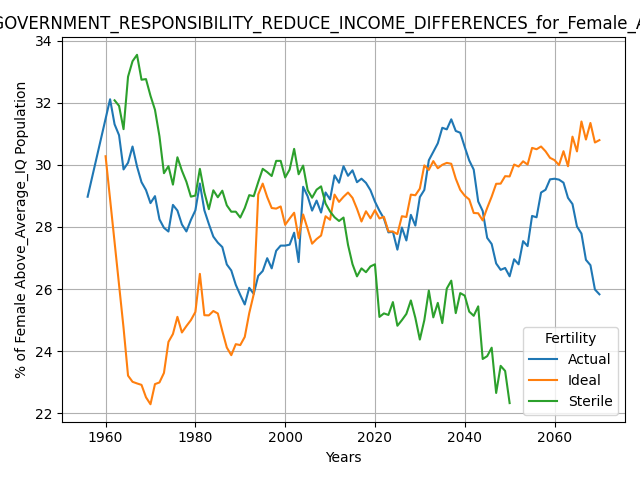 GOVERNMENT_RESPONSIBILITY_REDUCE_INCOME_DIFFERENCES_for_Female_A
34
32
30
28
26
24
22
% of Female Above_Average_IQ Population
Fertility
Actual
Ideal
Sterile
1960 1980 2000 2020 2040 2060
Years